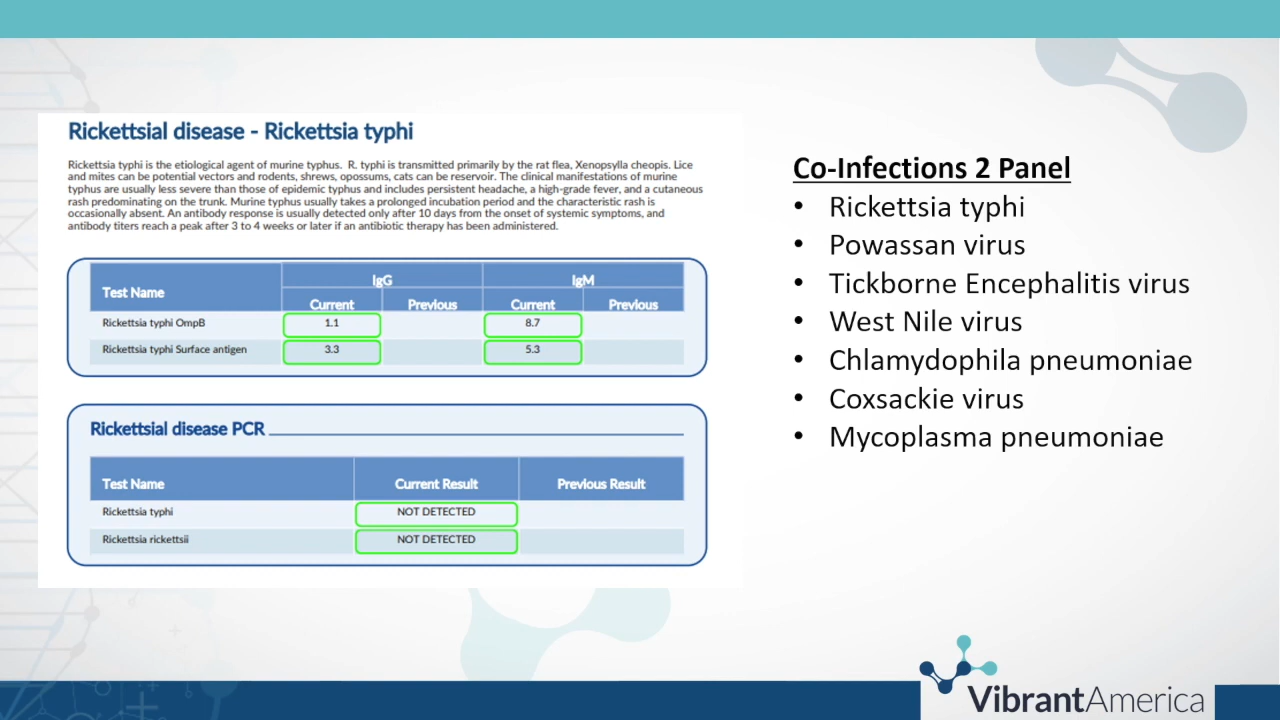 Rickettsial disease - Rickettsia typhi
Rickettsia typhi is the etiological agent of murine typhus. R. typhi is transmitted primarily by the rat flea, Xenopsylla cheopis. Lice
and mites can be potential vectors and rodents, shrews, opossums, cats can be reservoir. The clinical manifestations of murine
typhus are usually less severe than those of epidemic typhus and includes persistent headache, a high-grade fever, and a cutaneous
rash predominating on the trunk. Murine typhus usually takes a prolonged incubation period and the characteristic rash is
occasionally absent. An antibody response is usually detected only after 10 days from the onset of systemic symptoms, and
antibody titers reach a peak after 3 to 4 weeks or later if an antibiotic therapy has been administered.
Test Name IgG IgM
Current Previous Current Previous
Rickettsia typhi OmpB 1.1 8.7
Rickettsia typhi Surface antigen 3.3 5.3
Rickettsial disease PCR
Test Name Current Result Previous Result
Rickettsia typhi NOT DETECTED
Rickettsia rickettsii NOT DETECTED
Co-Infections 2 Panel
• Rickettsia typhi
• Powassan virus
• Tickborne Encephalitis virus
• West Nile virus
• Chlamydophila pneumoniae
• Coxsackie virus
• Mycoplasma pneumoniae
VibrantAmerica